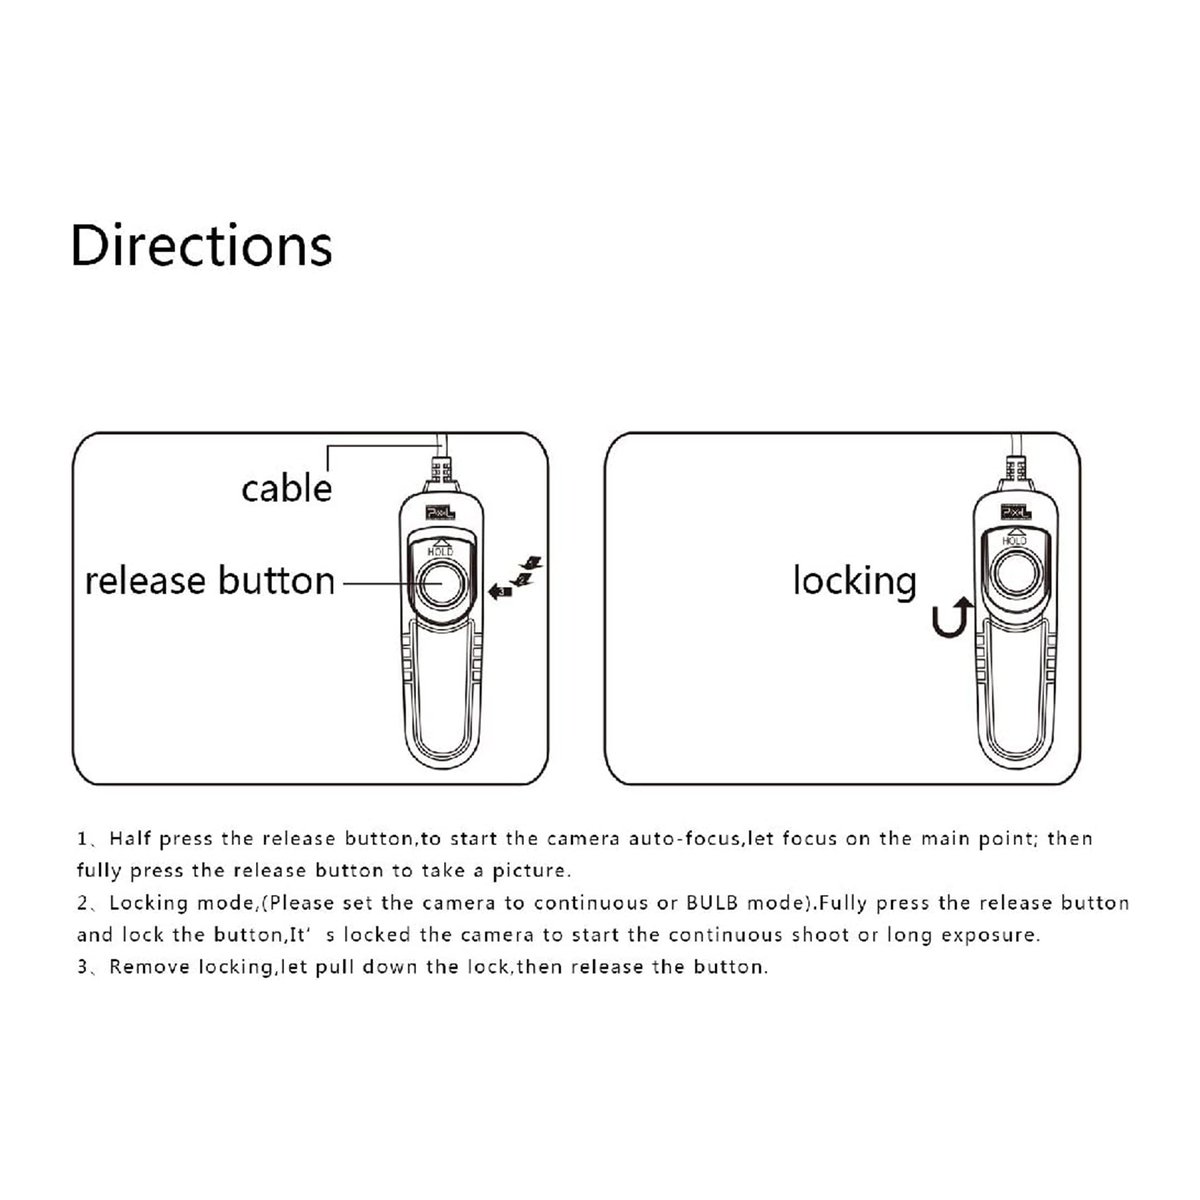 Directions
cable
PIXEL
HOLD
release button
PIXEL
HOLD
locking
1、Half press the release button,to start the camera auto-focus,let focus on the main point; then
fully press the release button to take a picture.
2、Locking mode,(Please set the camera to continuous or BULB mode).Fully press the release button
and lock the button,It’ s locked the camera to start the continuous shoot or long exposure.
3、Remove locking,let pull down the lock,then release the button.